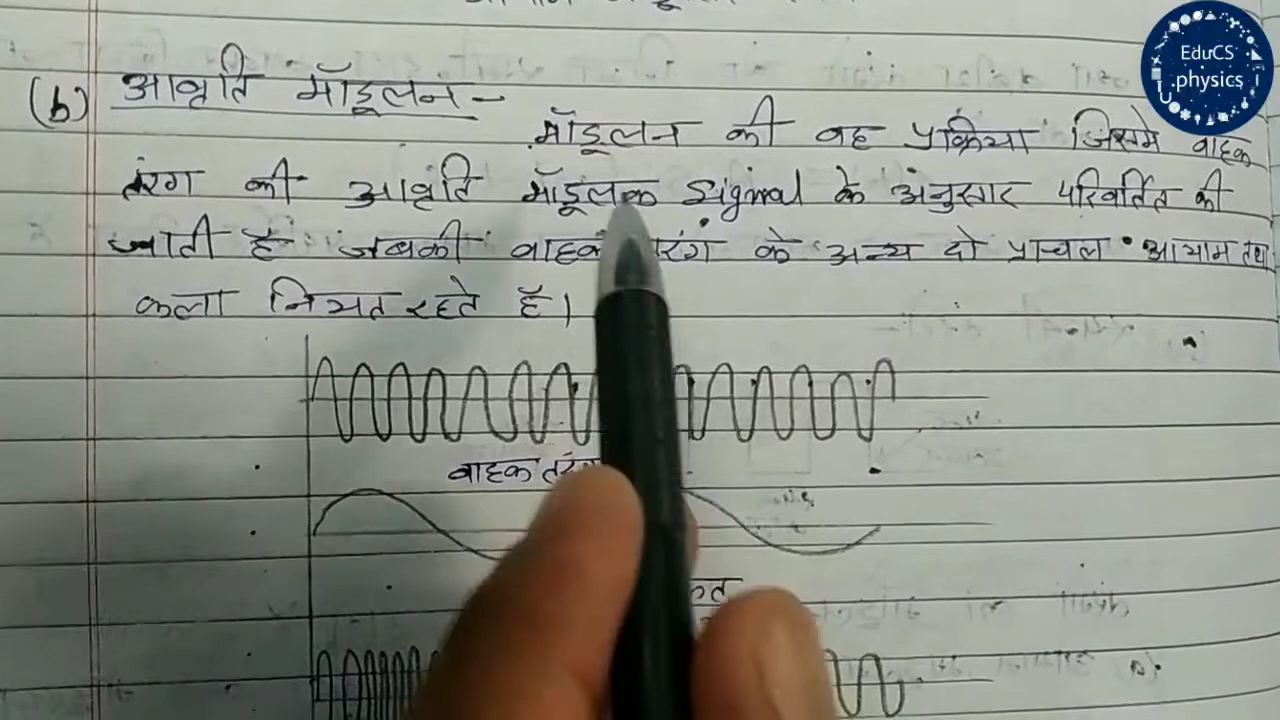 EduCS
physics
(b) आवृति मॉडूलन -
मॉडूलन की वह प्रक्रिया जिसमे वाहक
तंरग की आवृति मॉडूलक Signal के अंनुसार परिवर्तित की
जाती है जबकी वाहक तरंग के अन्य दो प्राचल आयाम तथा
कला नियत रहते है।
वाहक तरंग